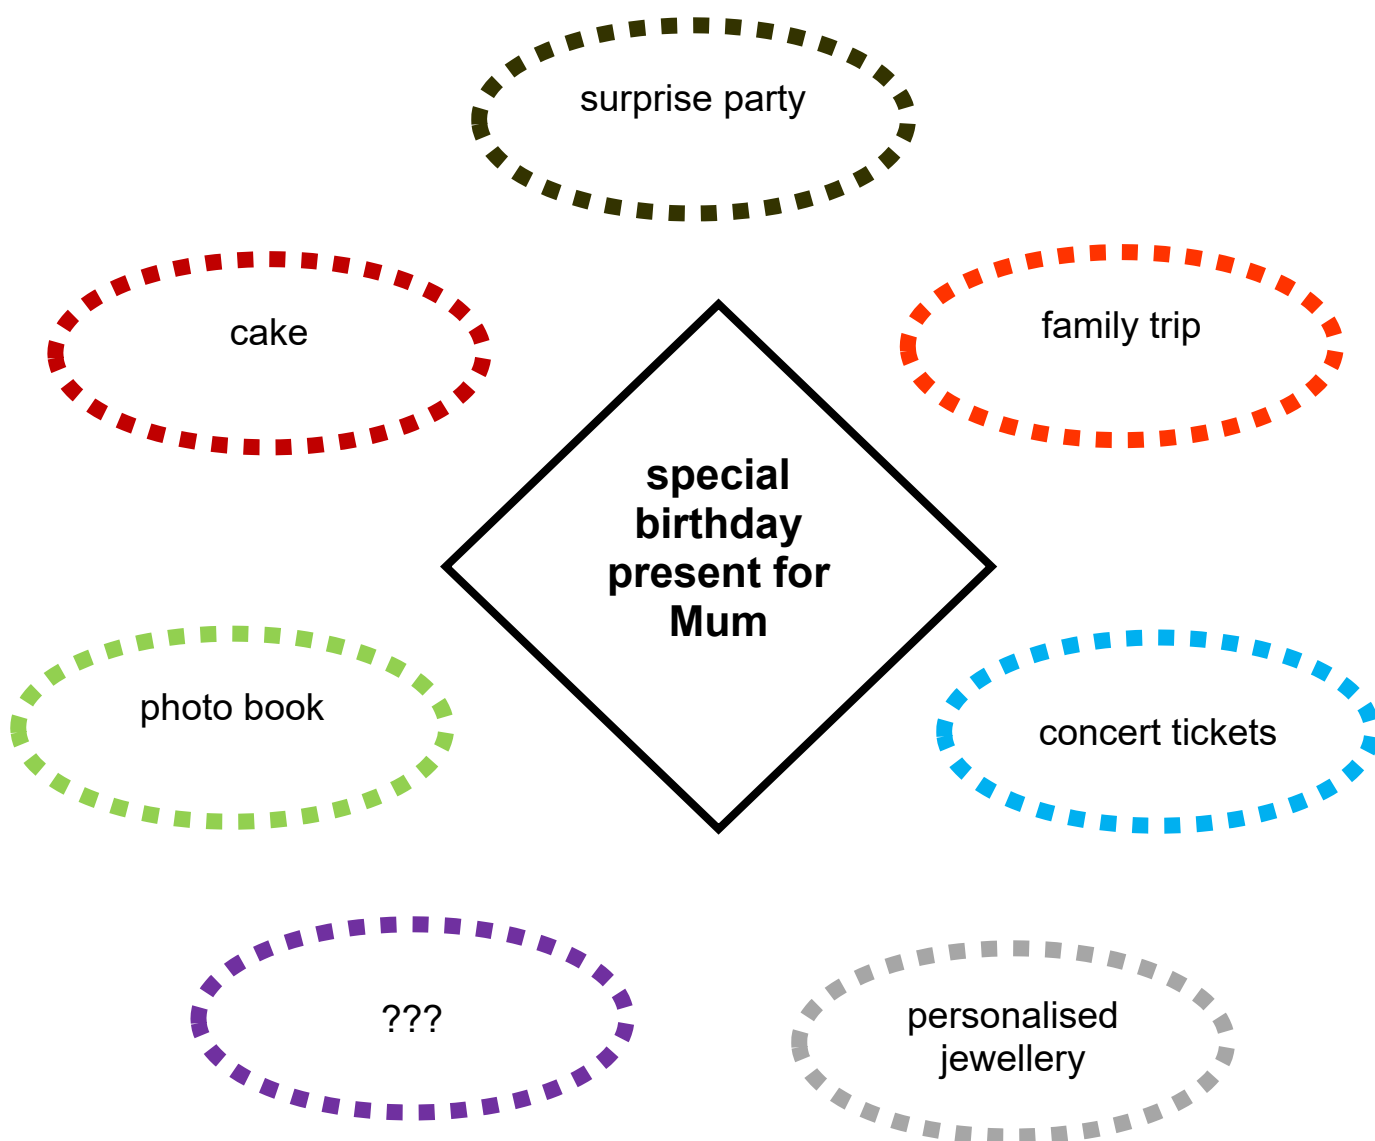 surprise party
cake
family trip
special
birthday
present for
Mum
photo book
concert tickets
???
personalised
jewellery